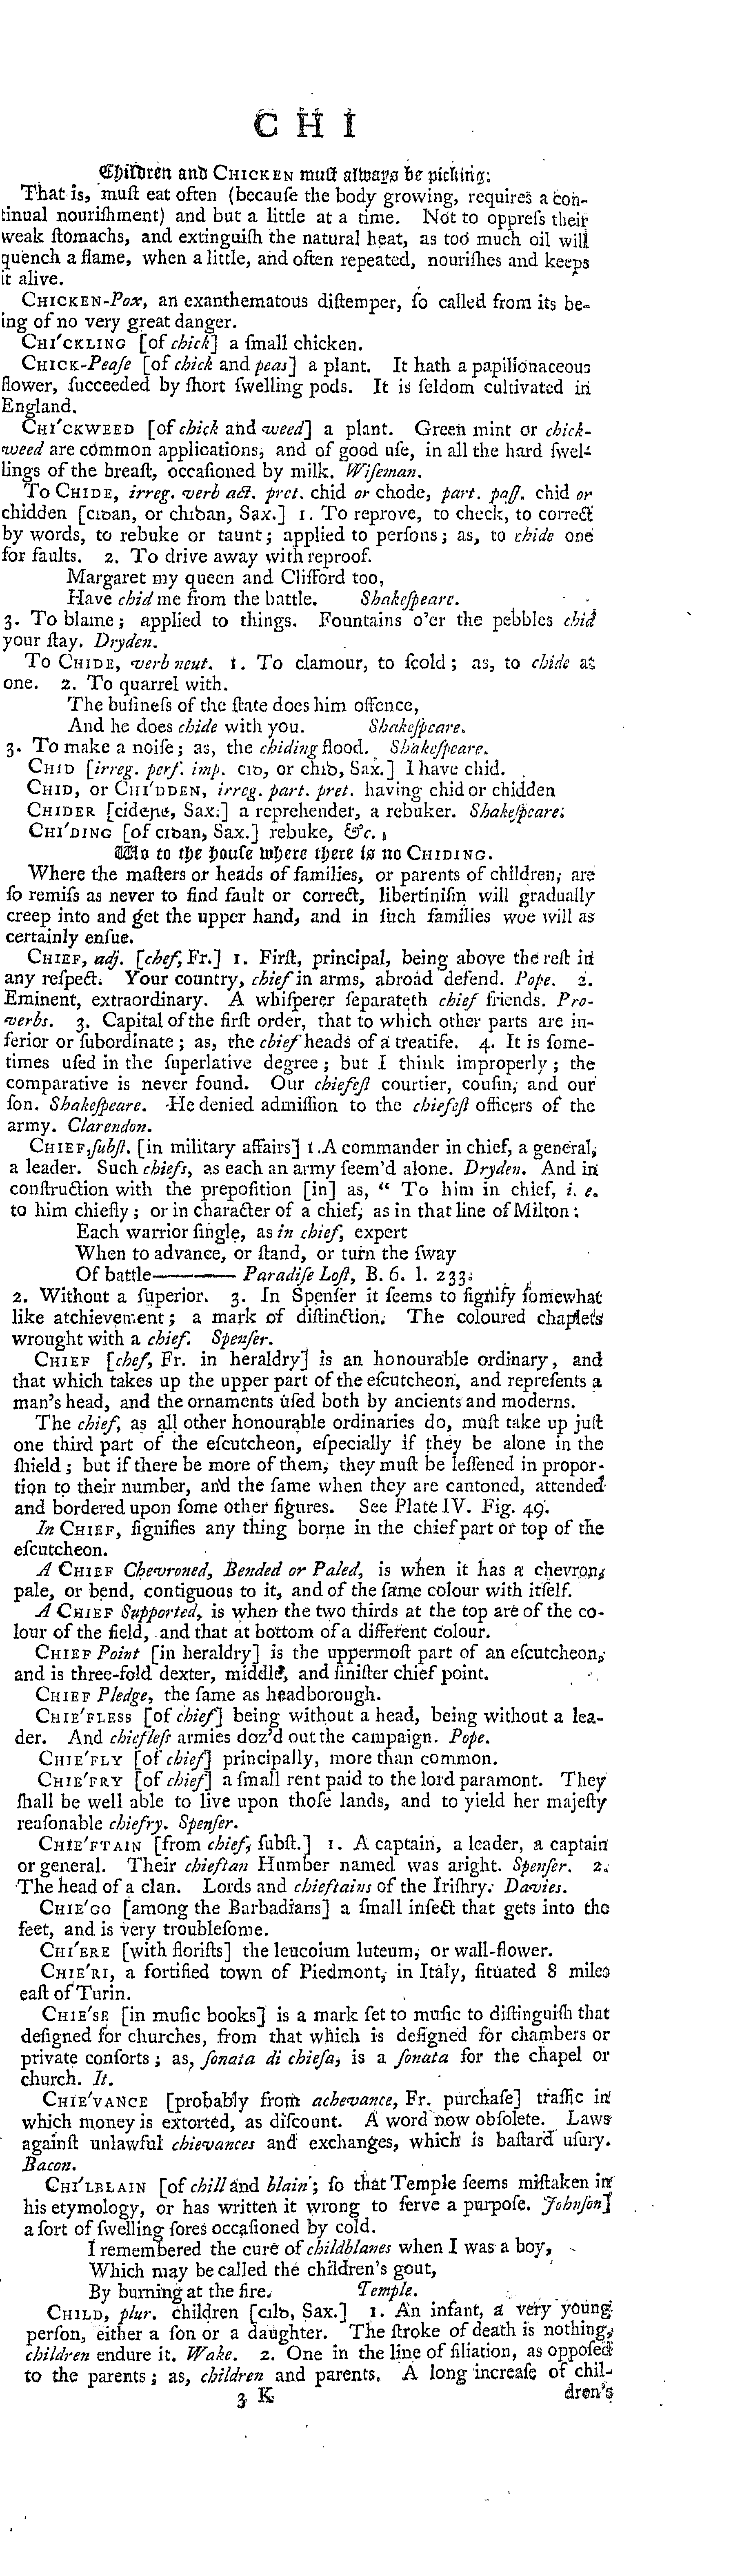 C H I
Children and CHICKEN muſt always be picking.
That is, muſt eat often (becauſe the body growing, requires a con-
tinual nouriſhment) and but a little at a time. Not to oppreſs their
weak ſtomachs, and extinguiſh the natural heat, as too much oil will
quench a flame, when a little, and often repeated, nouriſhes and keeps
it alive.
CHICKEN-Pox, an exanthematous diſtemper, ſo called from its be-
ing of no very great danger.
CHI'CKLING [of chick] a ſmall chicken.
CHICK-Peaſe [of chick and peas] a plant. It hath a papilionaceous
flower, ſucceeded by ſhort ſwelling pods. It is ſeldom cultivated in
England.
CHI'CKWEED [of chick and weed] a plant. Green mint or chick-
weed are common applications, and of good uſe, in all the hard ſwel-
lings of the breaſt, occaſioned by milk. Wiſeman.
To CHIDE, irreg. verb act. pret. chid or chode, part. paſſ. chid or
chidden [cıꝺan, or chıꝺan, Sax.] 1. To reprove, to check, to correct
by words, to rebuke or taunt; applied to perſons; as, to chide one
for faults. 2. To drive away with reproof.
Margaret my queen and Clifford too,
Have chid me from the battle. Shakeſpeare.
3. To blame; applied to things. Fountains o'er the pebbles chid
your ſtay. Dryden.
To CHIDE, verb neut. 1. To clamour, to ſcold; as, to chide at
one. 2. To quarrel with.
The buſineſs of the ſtate does him offence,
And he does chide with you. Shakeſpeare.
3. To make a noiſe; as, the chiding flood. Shakeſpeare.
CHID [irreg. perf. imp. cıꝺ, or chıꝺ, Sax.] I have chid.
CHID, or CHI'DDEN, irreg. part. pret. having chid or chidden
CHIDER [ciꝺeꞃe, Sax.] a reprehender, a rebuker. Shakeſpeare.
CHI'DING [of cıꝺan, Sax.] rebuke, &c.
Wo to the houſe where there is no CHIDING.
Where the maſters or heads of families, or parents of children, are
ſo remiſs as never to find fault or correct, libertiniſm will gradually
creep into and get the upper hand, and in ſuch families woe will as
certainly enſue.
CHIEF, adj. [chef, Fr.] 1. Firſt, principal, being above the reſt in
any reſpect. Your country, chief in arms, abroad defend. Pope. 2.
Eminent, extraordinary. A whiſperer ſeparateth chief friends. Pro-
verbs. 3. Capital of the firſt order, that to which other parts are in-
ferior or ſubordinate; as, the chief heads of a treatiſe. 4. It is ſome-
times uſed in the ſuperlative degree; but I think improperly; the
comparative is never found. Our chiefeſt courtier, couſin, and our
ſon. Shakeſpeare. He denied admiſſion to the chiefeſt officers of the
army. Clarendon.
CHIEF, ſubſt. [in military affairs] 1. A commander in chief, a general,
a leader. Such chiefs, as each an army ſeem'd alone. Dryden. And in
conſtruction with the prepoſition [in] as, “ To him in chief, i. e.
to him chiefly; or in character of a chief, as in that line of Milton:
Each warrior ſingle, as in chief, expert
When to advance, or ſtand, or turn the ſway
Of battle——— Paradiſe Loſt, B. 6. l. 233.
2. Without a ſuperior. 3. In Spenſer it ſeems to ſignify ſomewhat
like atchievement; a mark of diſtinction. The coloured chaplets
wrought with a chief. Spenſer.
CHIEF [chef, Fr. in heraldry] is an honourable ordinary, and
that which takes up the upper part of the eſcutcheon, and repreſents a
man's head, and the ornaments uſed both by ancients and moderns.
The chief, as all other honourable ordinaries do, muſt take up juſt
one third part of the eſcutcheon, eſpecially if they be alone in the
ſhield; but if there be more of them, they muſt be leſſened in propor-
tion to their number, and the ſame when they are cantoned, attended
and bordered upon ſome other figures. See Plate IV. Fig. 49.
In CHIEF, ſignifies any thing borne in the chief part or top of the
eſcutcheon.
A CHIEF Chevroned, Bended or Paled, is when it has a chevron,
pale, or bend, contiguous to it, and of the ſame colour with itſelf.
A CHIEF Supported, is when the two thirds at the top are of the co-
lour of the field, and that at bottom of a different colour.
CHIEF Point [in heraldry] is the uppermoſt part of an eſcutcheon,
and is three-fold dexter, middle, and ſiniſter chief point.
CHIEF Pledge, the ſame as headborough.
CHIE'FLESS [of chief] being without a head, being without a lea-
der. And chiefleſs armies doz'd out the campaign. Pope.
CHIE'FLY [of chief] principally, more than common.
CHIE'FRY [of chief] a ſmall rent paid to the lord paramont. They
ſhall be well able to live upon thoſe lands, and to yield her majeſty
reaſonable chiefry. Spenſer.
CHIE'FTAIN [from chief, ſubſt.] 1. A captain, a leader, a captain
or general. Their chieftan Humber named was aright. Spenſer. 2.
The head of a clan. Lords and chieftains of the Iriſhry. Davies.
CHIE'GO [among the Barbadians] a ſmall inſect that gets into the
feet, and is very troubleſome.
CHI'ERE [with floriſts] the leucoium luteum, or wall-flower.
CHIE'RI, a fortified town of Piedmont, in Italy, ſituated 8 miles
eaſt of Turin.
CHIE'SE [in muſic books] is a mark ſet to muſic to diſtinguiſh that
deſigned for churches, from that which is deſigned for chambers or
private conſorts; as, ſonata di chieſa, is a ſonata for the chapel or
church. It.
CHIE'VANCE [probably from achevance, Fr. purchaſe] traffic in
which money is extorted, as diſcount. A word now obſolete. Laws
againſt unlawful chievances and exchanges, which is baſtard uſury.
Bacon.
CHI'LBLAIN [of chill and blain; ſo that Temple ſeems miſtaken in
his etymology, or has written it wrong to ſerve a purpoſe. Johnſon]
a ſort of ſwelling ſores occaſioned by cold.
I remembered the cure of childblanes when I was a boy,
Which may be called the children's gout,
By burning at the fire. Temple.
CHILD, plur. children [cılꝺ, Sax.] 1. An infant, a very young
perſon, either a ſon or a daughter. The ſtroke of death is nothing,
children endure it. Wake. 2. One in the line of filiation, as oppoſed
to the parents; as, children and parents. A long increaſe of chil-
3 K dren's